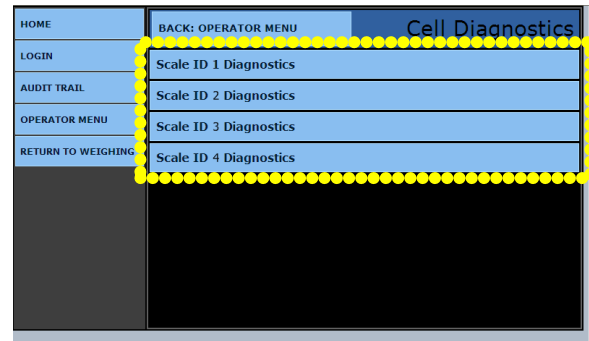 HOME
LOGIN
AUDIT TRAIL
OPERATOR MENU
RETURN TO WEIGHING
BACK: OPERATOR MENU
Cell Diagnostics
Scale ID 1 Diagnostics
Scale ID 2 Diagnostics
Scale ID 3 Diagnostics
Scale ID 4 Diagnostics